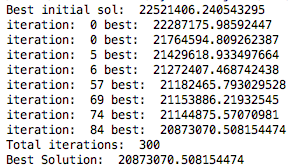 Best initial sol:  22521406.240543295
iteration:  0 best:  22287175.98592447
iteration:  0 best:  21764594.809262387
iteration:  5 best:  21429618.933497664
iteration:  6 best:  21272407.468742438
iteration:  57 best:  21182465.793029528
iteration:  69 best:  21153886.21932545
iteration:  74 best:  21144875.57070981
iteration:  84 best:  20873070.508154474
Total iterations:  300
Best Solution:  20873070.508154474